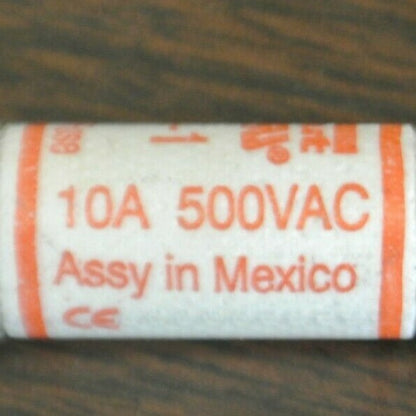 10A 500VAC
Assy in Mexico
CE